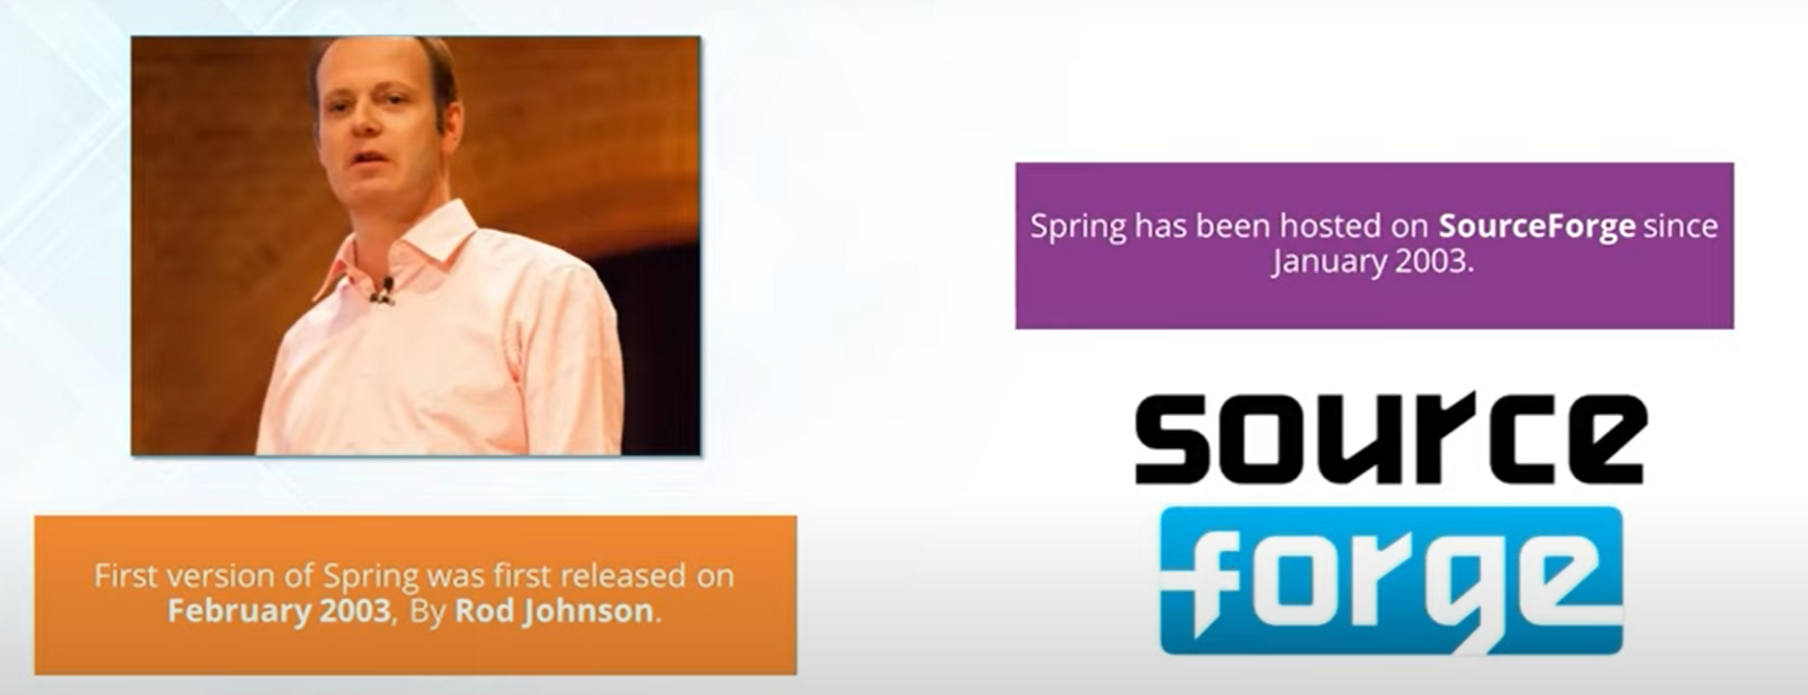 First version of Spring was first released on
February 2003, By Rod Johnson.
Spring has been hosted on SourceForge since
January 2003.
source
forge